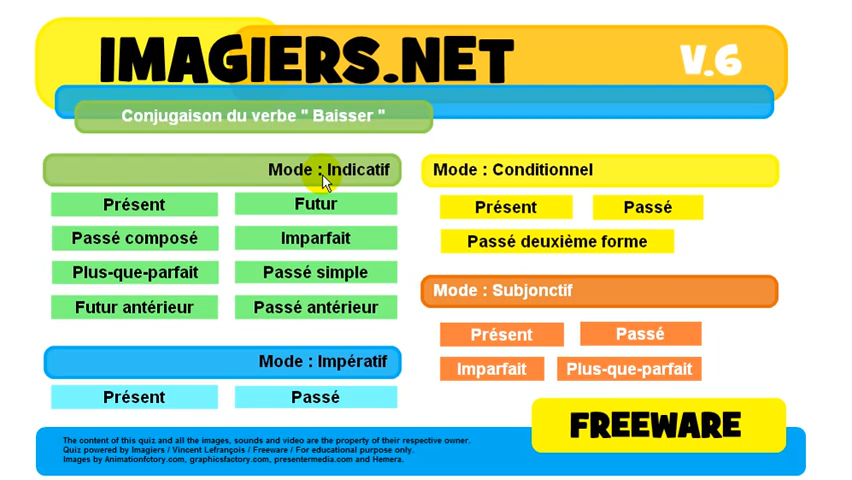 IMAGIERS.NET
V.6
Conjugaison du verbe " Baisser "
Mode : Indicatif
Présent
Futur
Passé composé
Imparfait
Plus-que-parfait
Passé simple
Futur antérieur
Passé antérieur
Mode : Impératif
Présent
Passé
Mode : Conditionnel
Présent
Passé
Passé deuxième forme
Mode : Subjonctif
Présent
Passé
Imparfait
Plus-que-parfait
FREEWARE
The content of this quiz and all the images, sounds and video are the property of their respective owner.
Quiz powered by Imagiers / Vincent Lefrançois / Freeware / For educational purpose only.
Images by Animationfctory.com, graphicsfactory.com, presentermedia.com and Hemera.